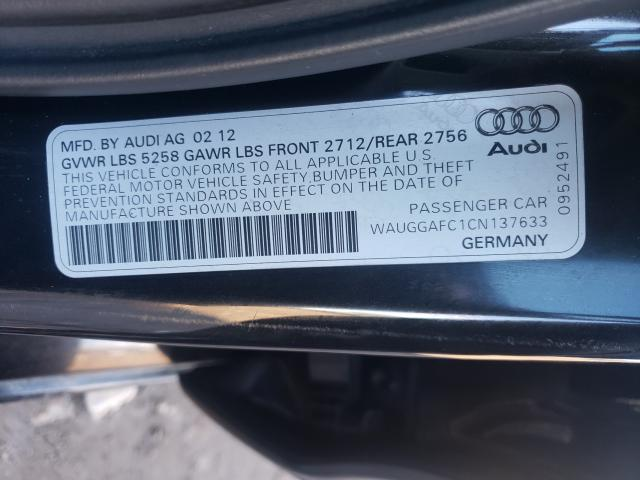 MFD. BY AUDI AG 02 12
GVWR LBS 5258 GAWR LBS FRONT 2712/REAR 2756
THIS VEHICLE CONFORMS TO ALL APPLICABLE U S
FEDERAL MOTOR VEHICLE SAFETY,BUMPER AND THEFT
PREVENTION STANDARDS IN EFFECT ON THE DATE OF
MANUFACTURE SHOWN ABOVE
Audi
0952491
PASSENGER CAR
WAUGGAFC1CN137633
GERMANY